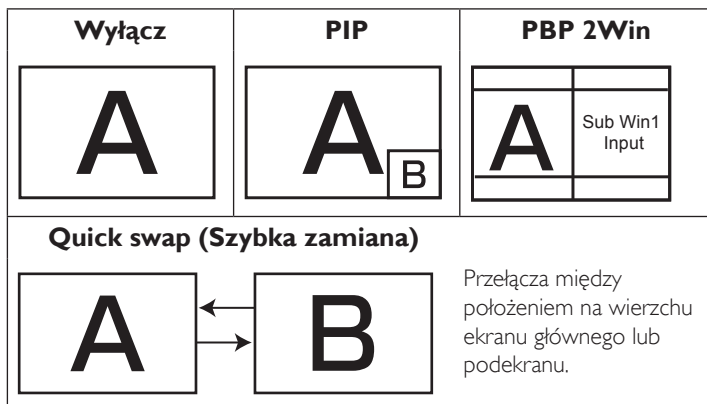 Wyłącz
PIP
PBP 2Win
A
A
B
A
Sub Win1
Input
Quick swap (Szybka zamiana)
A
B
Przełącza między
położeniem na wierzchu
ekranu głównego lub
podekranu.